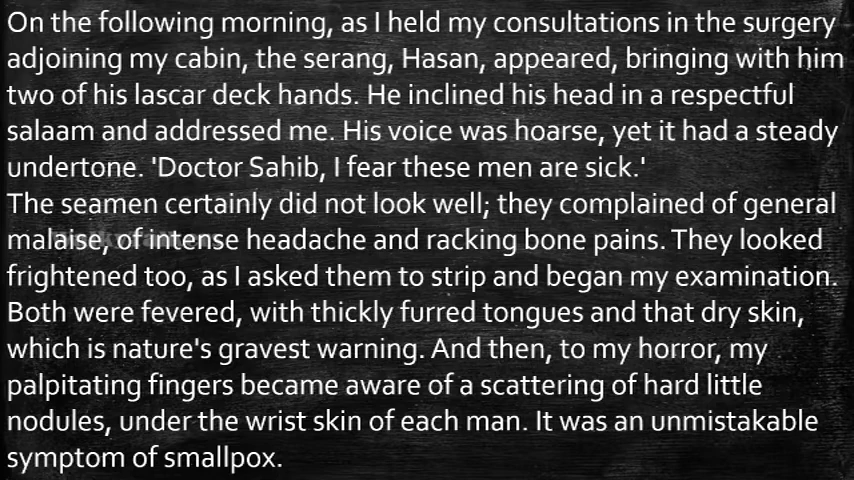 On the following morning, as I held my consultations in the surgery
adjoining my cabin, the serang, Hasan, appeared, bringing with him
two of his lascar deck hands. He inclined his head in a respectful
salaam and addressed me. His voice was hoarse, yet it had a steady
undertone. 'Doctor Sahib, I fear these men are sick.'
The seamen certainly did not look well; they complained of general
malaise, of intense headache and racking bone pains. They looked
frightened too, as I asked them to strip and began my examination.
Both were fevered, with thickly furred tongues and that dry skin,
which is nature's gravest warning. And then, to my horror, my
palpitating fingers became aware of a scattering of hard little
nodules, under the wrist skin of each man. It was an unmistakable
symptom of smallpox.